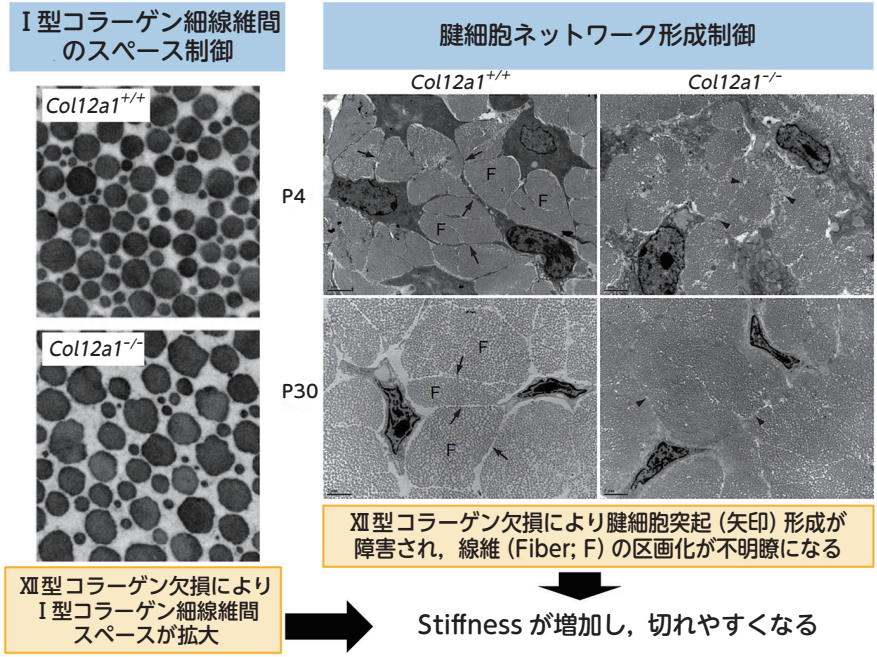 Ⅰ型コラーゲン細線維間
のスペース制御
Col12a1+/+
Col12a1-/-
Ⅻ型コラーゲン欠損により
Ⅰ型コラーゲン細線維間
スペースが拡大
腱細胞ネットワーク形成制御
Col12a1+/+
Col12a1-/-
P4
F
F
F
P30
F
F
F
Ⅻ型コラーゲン欠損により腱細胞突起(矢印)形成が
障害され,線維(Fiber; F)の区画化が不明瞭になる
Stiffnessが増加し,切れやすくなる